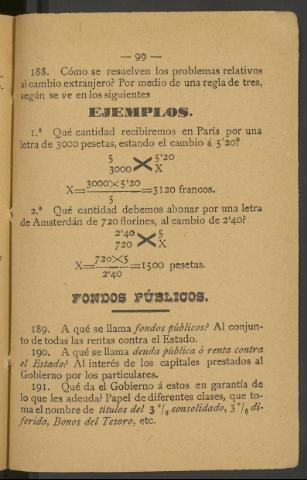 — 99 —
188. Cómo se resuelven los problemas relativos
al cambio extranjero? Por medio de una regla de tres,
según se ve en los siguientes
EJEMPLOS.
1.º Qué cantidad recibiremos en París por una
letra de 3000 pesetas, estando el cambio á 5'20?
5 × 5'20
3000 × X
X=3000×5'20/5=3120 francos.
2.º Qué cantidad debemos abonar por una letra
de Amsterdán de 720 florines, al cambio de 2'40?
2'40 × 5
720 × X
X=720×5/2'40=1500 pesetas.
FONDOS PÚBLICOS.
189. A qué se llama fondos públicos? Al conjun-
to de todas las rentas contra el Estado.
190. A qué se llama deuda pública ò renta contra
el Estado? Al interés de los capitales prestados al
Gobierno por los particulares.
191. Qué da el Gobierno á estos en garantía de
lo que les adeuda? Papel de diferentes clases, que to-
ma el nombre de titulos del 3 % consolidado, 3 % di-
ferido, Bonos del Tesoro, etc.